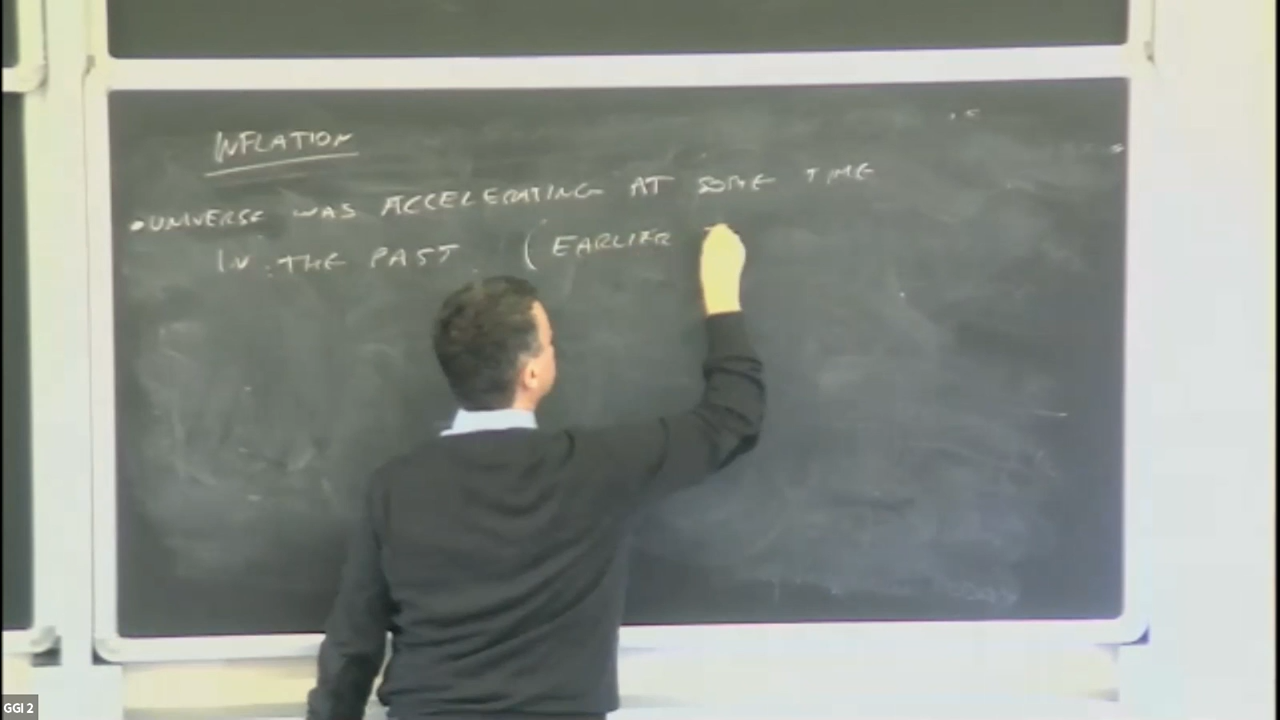 INFLATION
• UNIVERSE WAS ACCELERATING AT SOME TIME
IN THE PAST (EARLIER
GGI 2